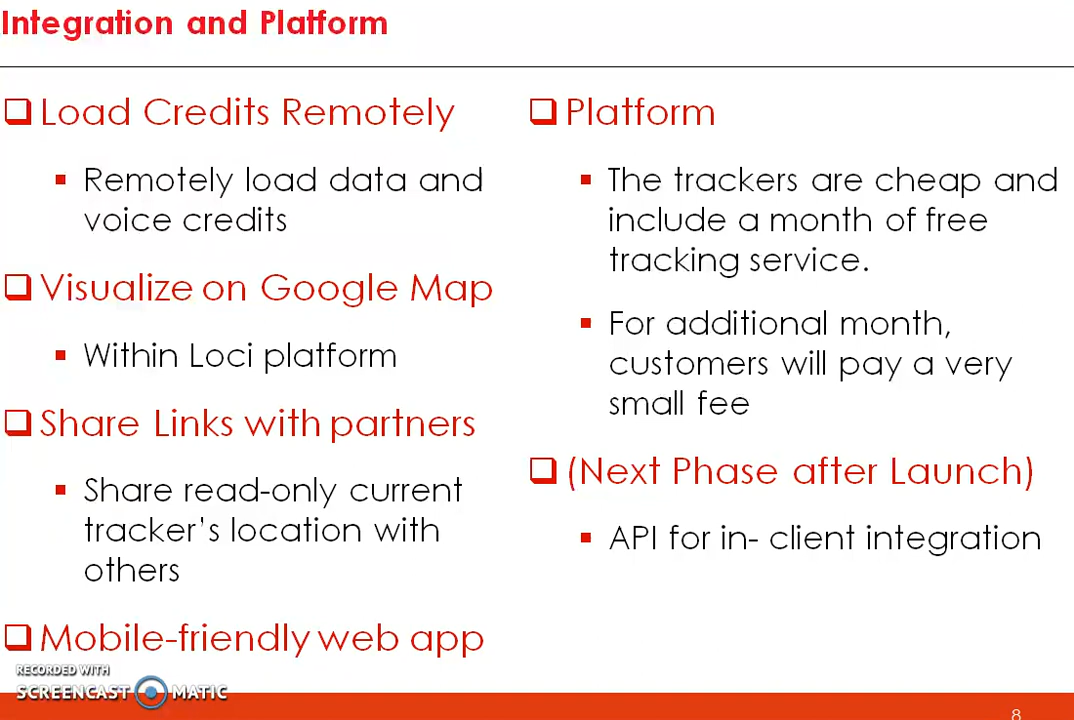 Integration and Platform
Load Credits Remotely
Remotely load data and
voice credits
Visualize on Google Map
Within Loci platform
Share Links with partners
Share read-only current
tracker's location with
others
Mobile-friendly web app
Platform
The trackers are cheap and
include a month of free
tracking service.
For additional month,
customers will pay a very
small fee
(Next Phase after Launch)
API for in- client integration
RECORDED WITH
SCREENCAST MATIC
8